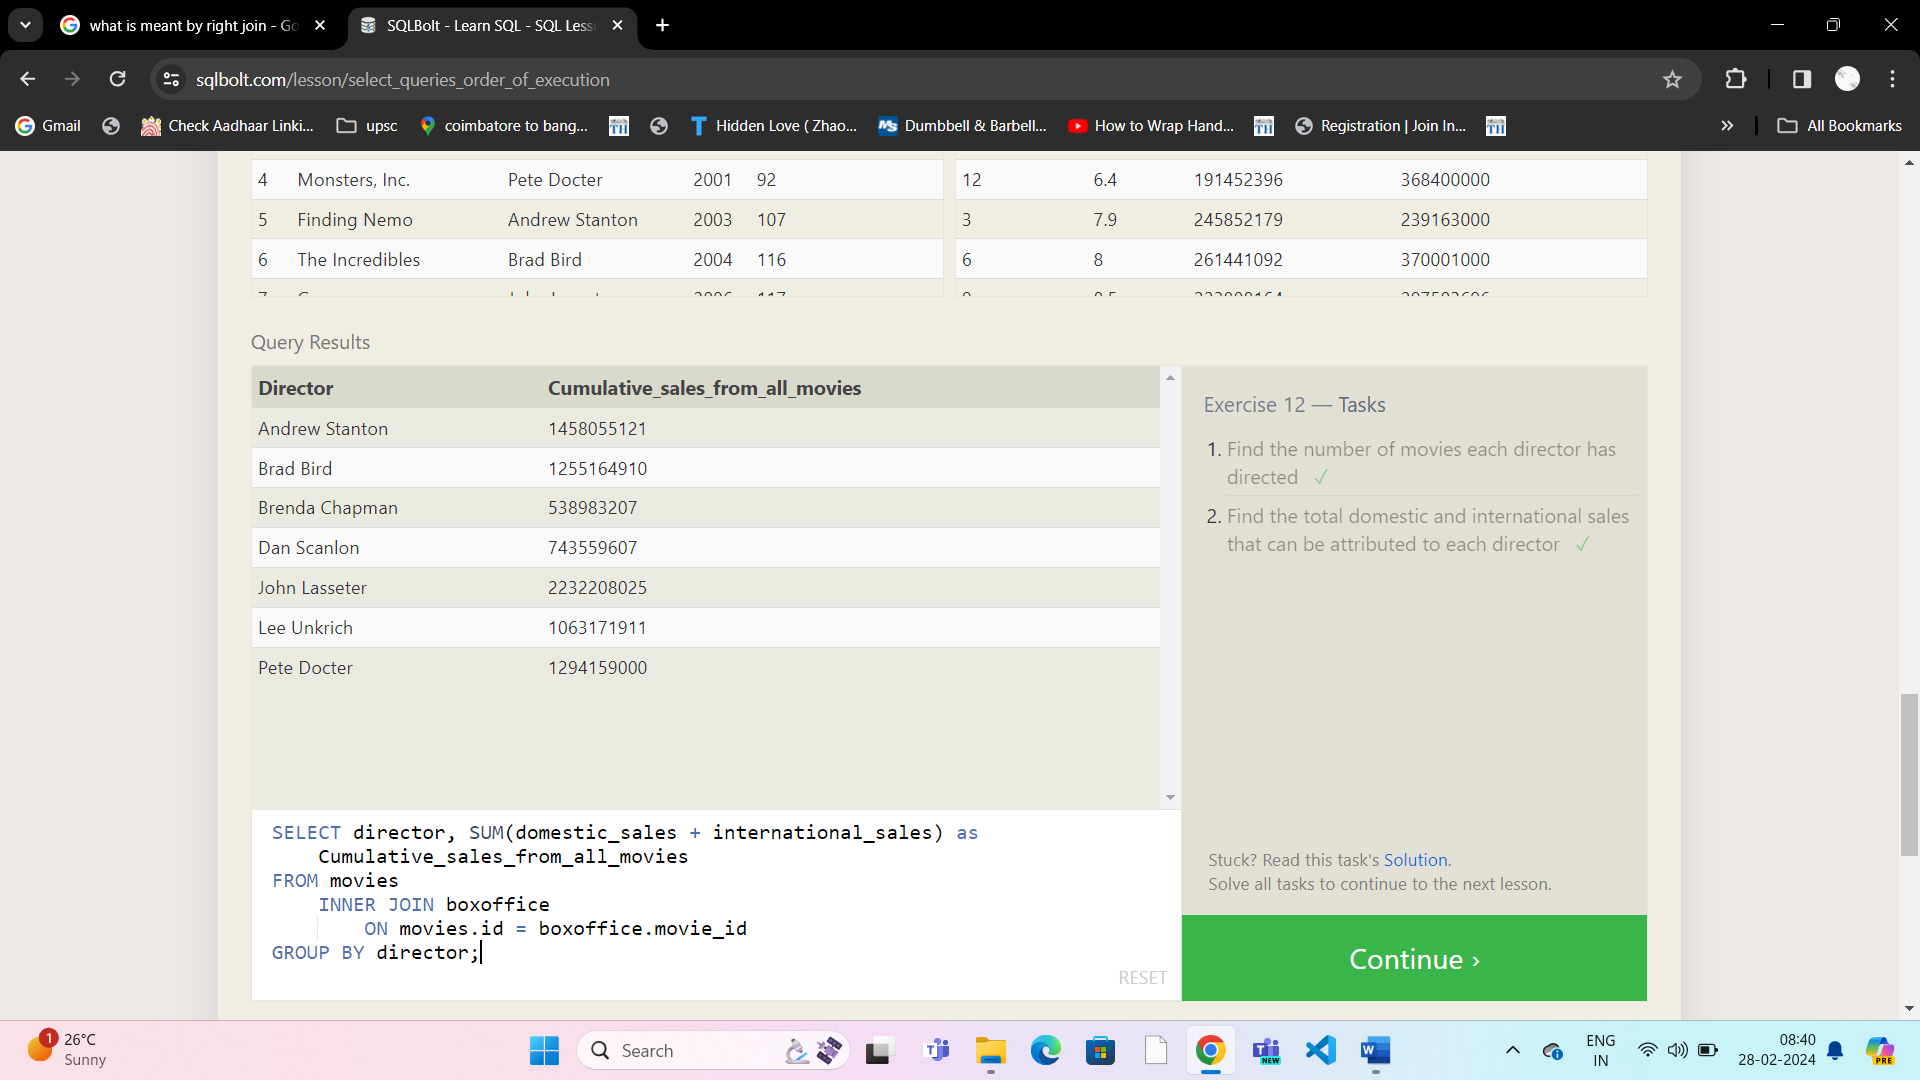 what is meant by right join - Go
SQLBolt - Learn SQL - SQL Less
sqlbolt.com/lesson/select_queries_order_of_execution
Gmail
Check Aadhaar Linki...
upsc
coimbatore to bang...
TH
Hidden Love ( Zhao...
Dumbbell & Barbell...
How to Wrap Hand...
TH
Registration | Join In...
TH
All Bookmarks
4 Monsters, Inc. Pete Docter 2001 92
12 6.4 191452396 368400000
5 Finding Nemo Andrew Stanton 2003 107
3 7.9 245852179 239163000
6 The Incredibles Brad Bird 2004 116
6 8 261441092 370001000
Query Results
Director Cumulative_sales_from_all_movies
Andrew Stanton 1458055121
Brad Bird 1255164910
Brenda Chapman 538983207
Dan Scanlon 743559607
John Lasseter 2232208025
Lee Unkrich 1063171911
Pete Docter 1294159000
Exercise 12 — Tasks
1. Find the number of movies each director has
directed ✓
2. Find the total domestic and international sales
that can be attributed to each director ✓
SELECT director, SUM(domestic_sales + international_sales) as
Cumulative_sales_from_all_movies
FROM movies
INNER JOIN boxoffice
ON movies.id = boxoffice.movie_id
GROUP BY director;
RESET
Stuck? Read this task's Solution.
Solve all tasks to continue to the next lesson.
Continue ›
1
26°C
Sunny
Search
NEW
ENG
IN
08:40
28-02-2024
PRE